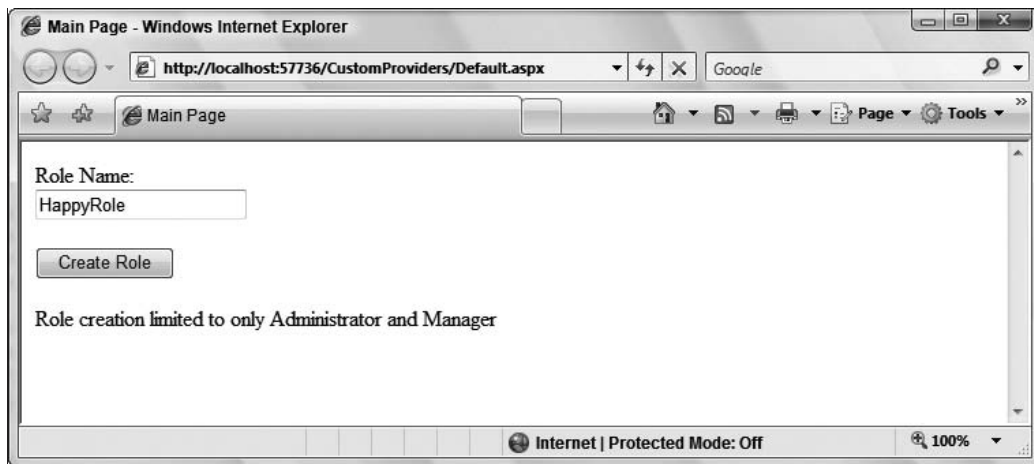 Main Page - Windows Internet Explorer
http://localhost:57736/CustomProviders/Default.aspx
Google
Main Page
Page
Tools
Role Name:
HappyRole
Create Role
Role creation limited to only Administrator and Manager
Internet | Protected Mode: Off
100%